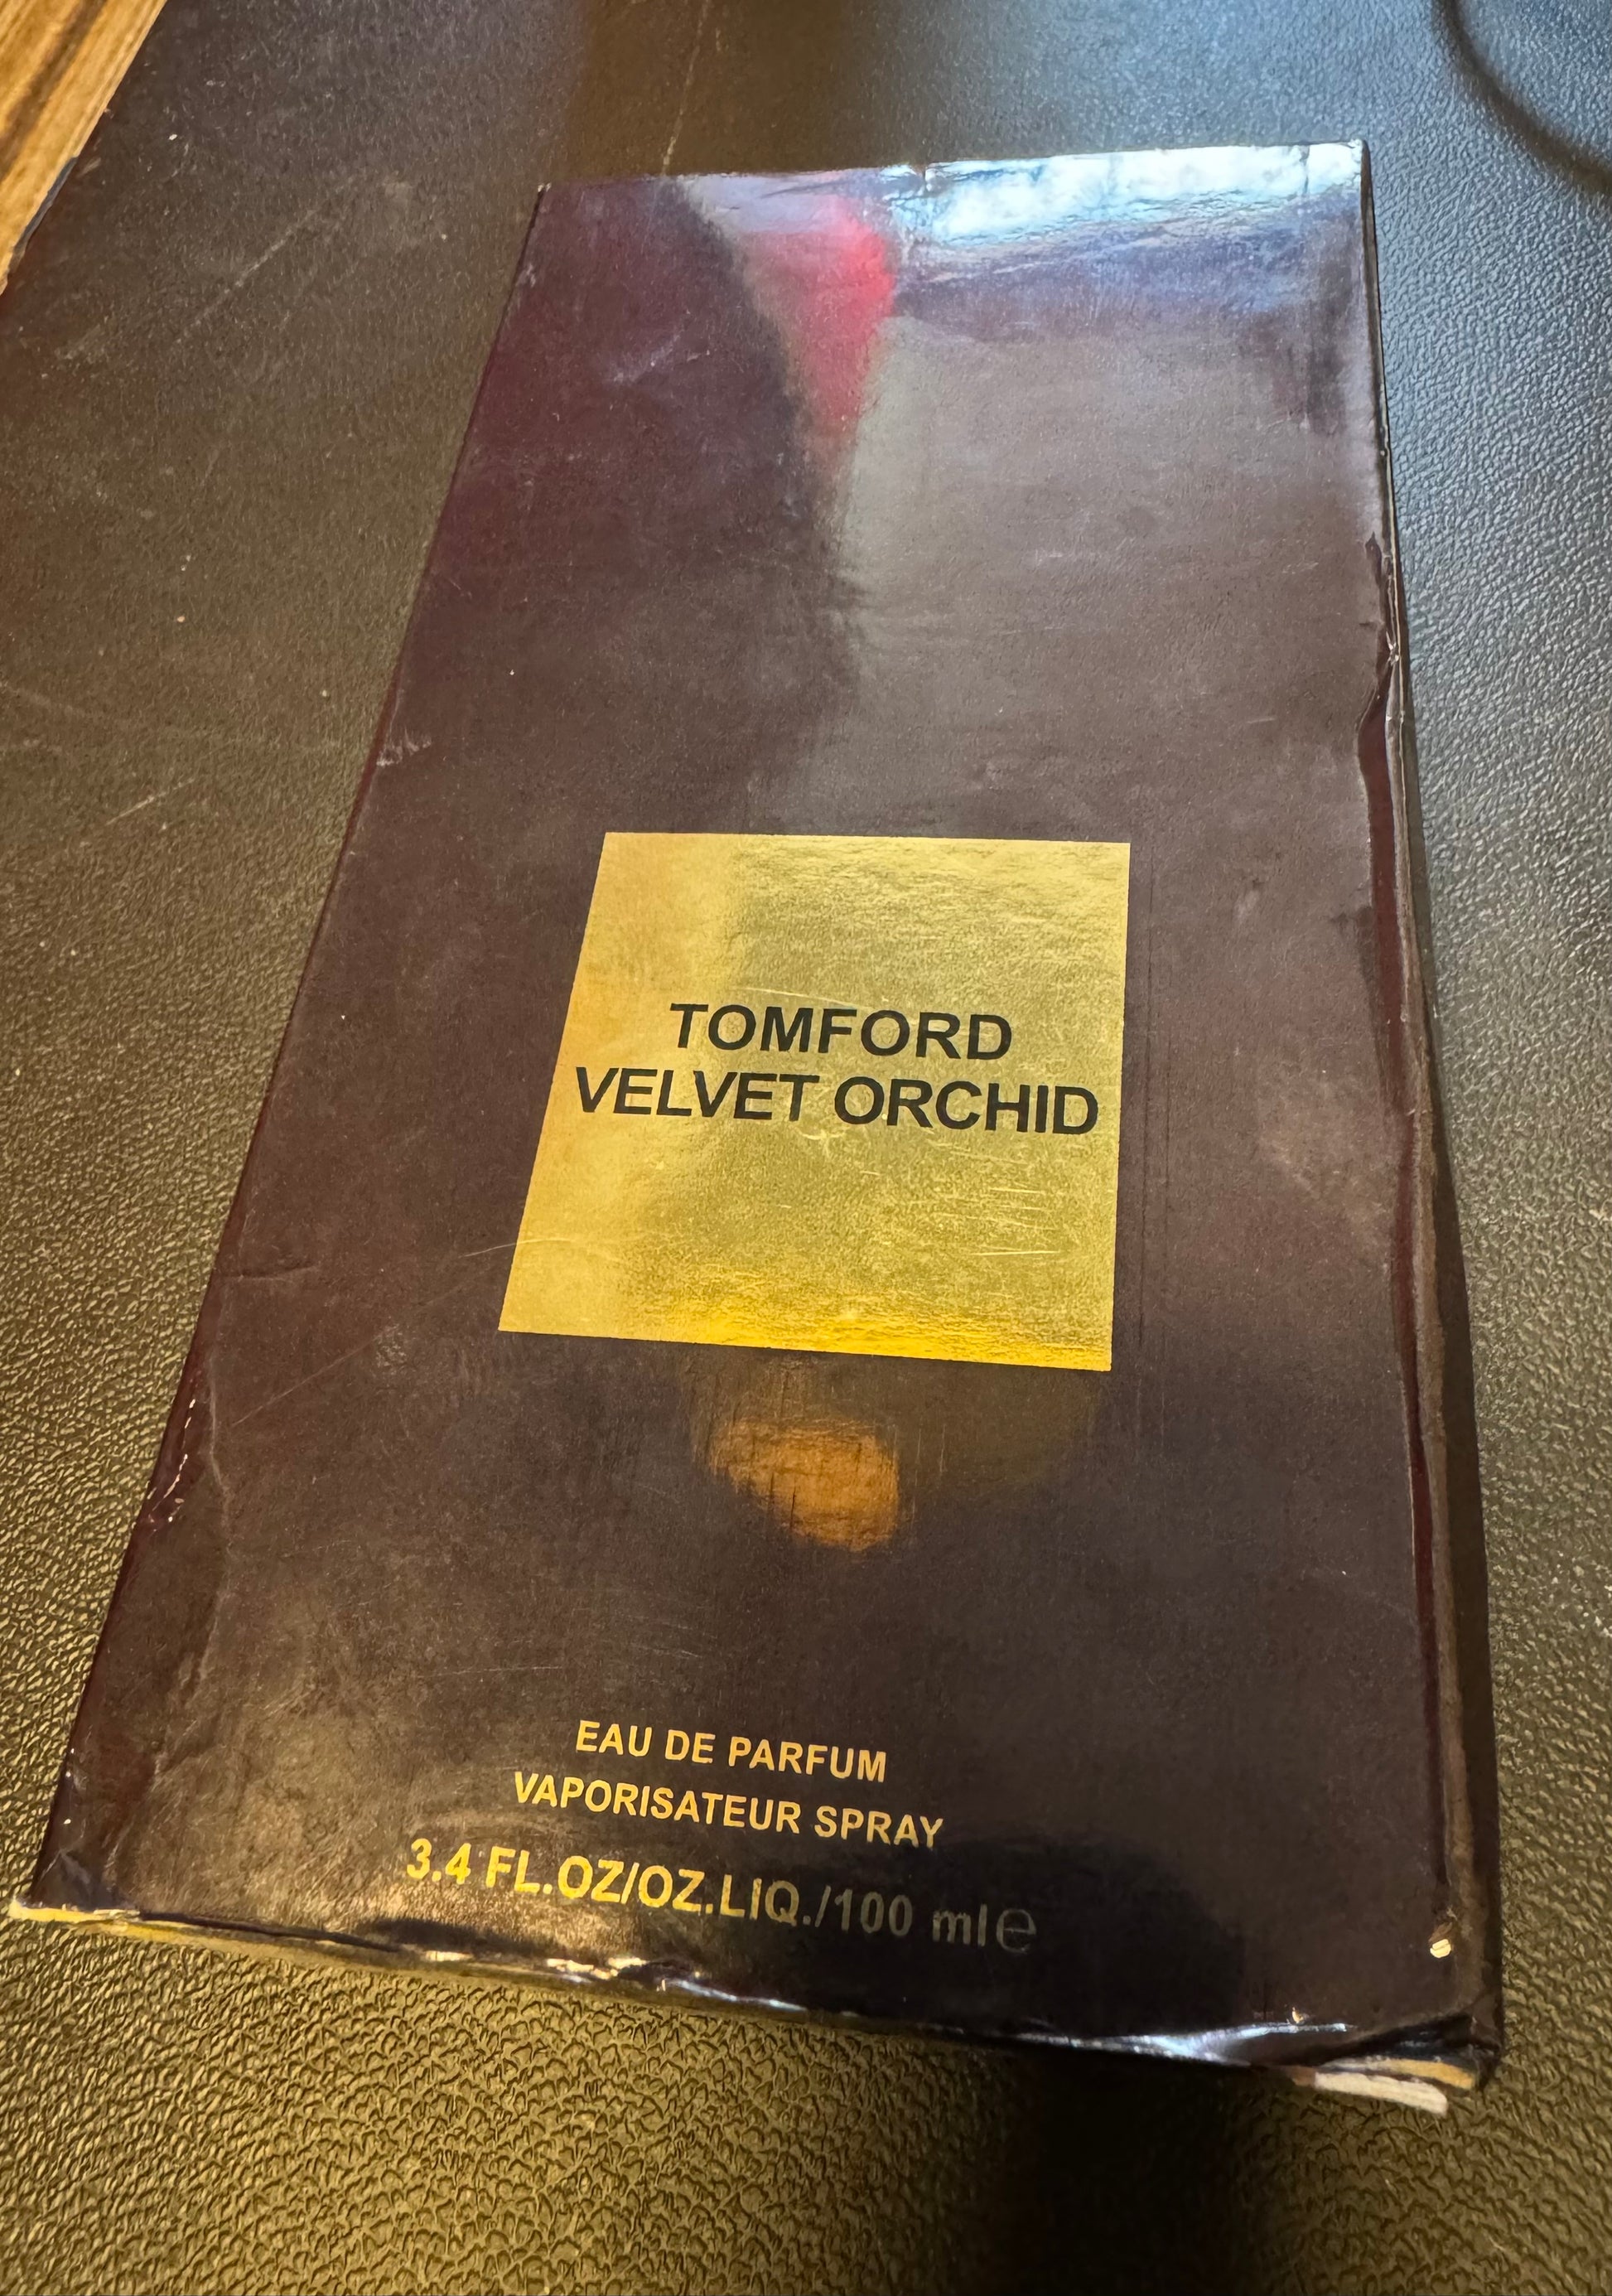 TOMFORD
VELVET ORCHID
EAU DE PARFUM
VAPORISATEUR SPRAY
3.4 FL.OZ/OZ.LIQ./100 ml℮